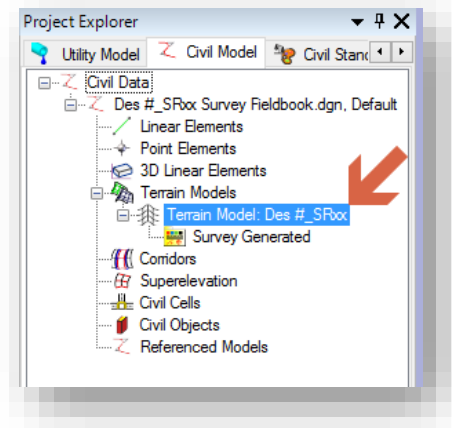 Project Explorer
Utility Model Civil Model Civil Stanc
Civil Data
Des #_SRxx Survey Fieldbook.dgn, Default
Linear Elements
Point Elements
3D Linear Elements
Terrain Models
Terrain Model: Des #_SRxx
Survey Generated
Corridors
Superelevation
Civil Cells
Civil Objects
Referenced Models